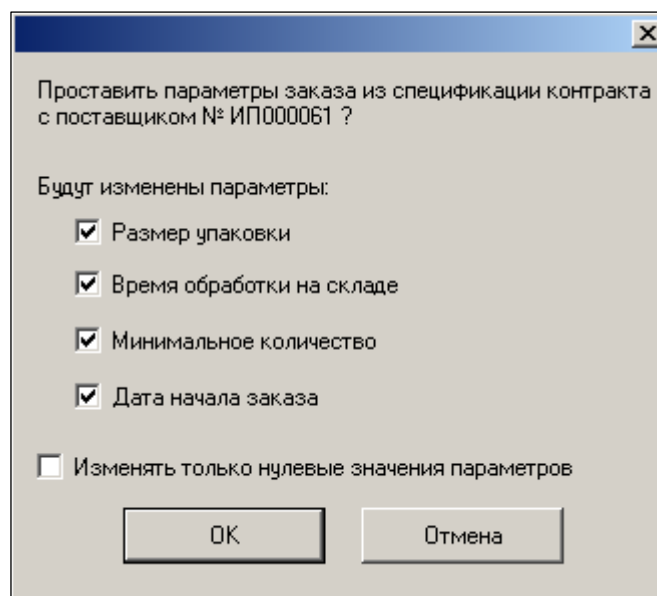 Проставить параметры заказа из спецификации контракта
с поставщиком № ИП000061 ?
Будут изменены параметры:
Размер упаковки
Время обработки на складе
Минимальное количество
Дата начала заказа
Изменять только нулевые значения параметров
OK
Отмена